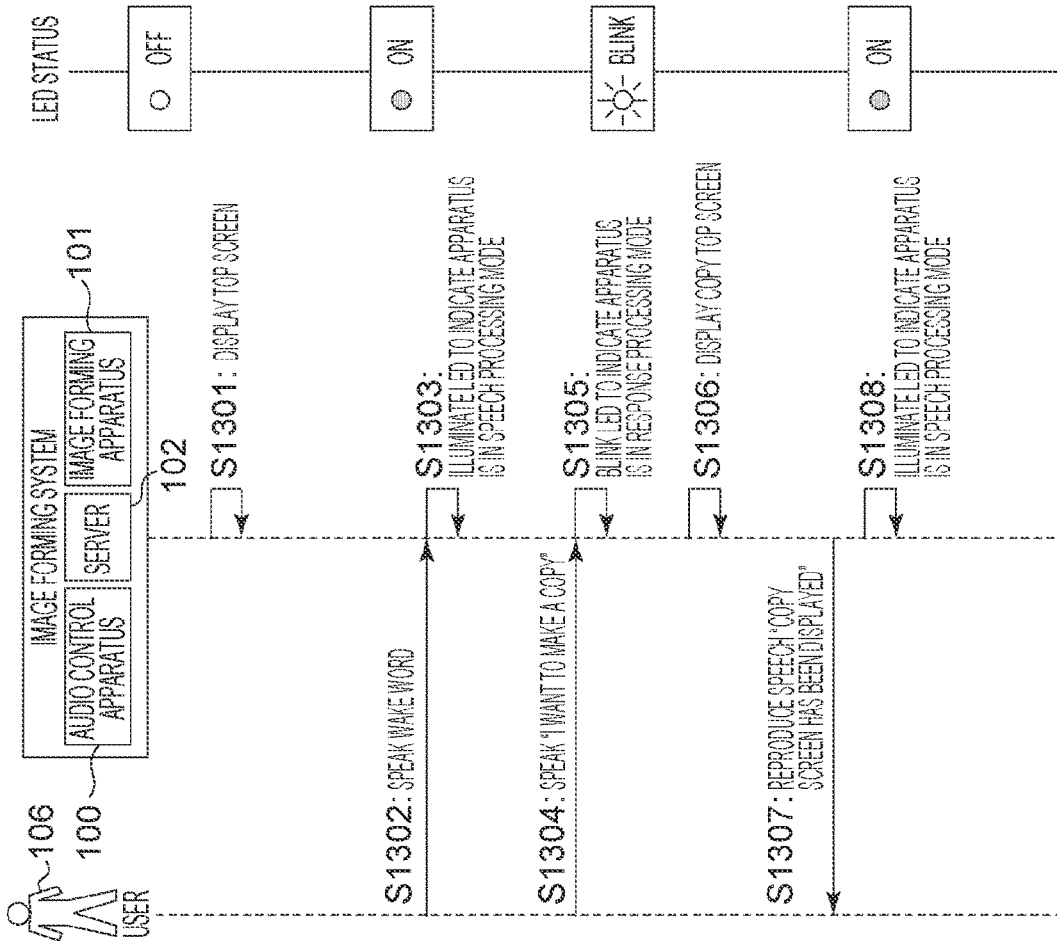 106
USER
IMAGE FORMING SYSTEM
AUDIO CONTROL
APPARATUS
SERVER
IMAGE FORMING
APPARATUS
100
102
101
LED STATUS
OFF
S1301: DISPLAY TOP SCREEN
S1302: SPEAK WAKE WORD
S1303:
ILLUMINATE LED TO INDICATE APPARATUS
IS IN SPEECH PROCESSING MODE
ON
S1304: SPEAK "I WANT TO MAKE A COPY"
S1305:
BLINK LED TO INDICATE APPARATUS
IS IN RESPONSE PROCESSING MODE
BLINK
S1306: DISPLAY COPY TOP SCREEN
S1307: REPRODUCE SPEECH "COPY
SCREEN HAS BEEN DISPLAYED"
S1308:
ILLUMINATE LED TO INDICATE APPARATUS
IS IN SPEECH PROCESSING MODE
ON